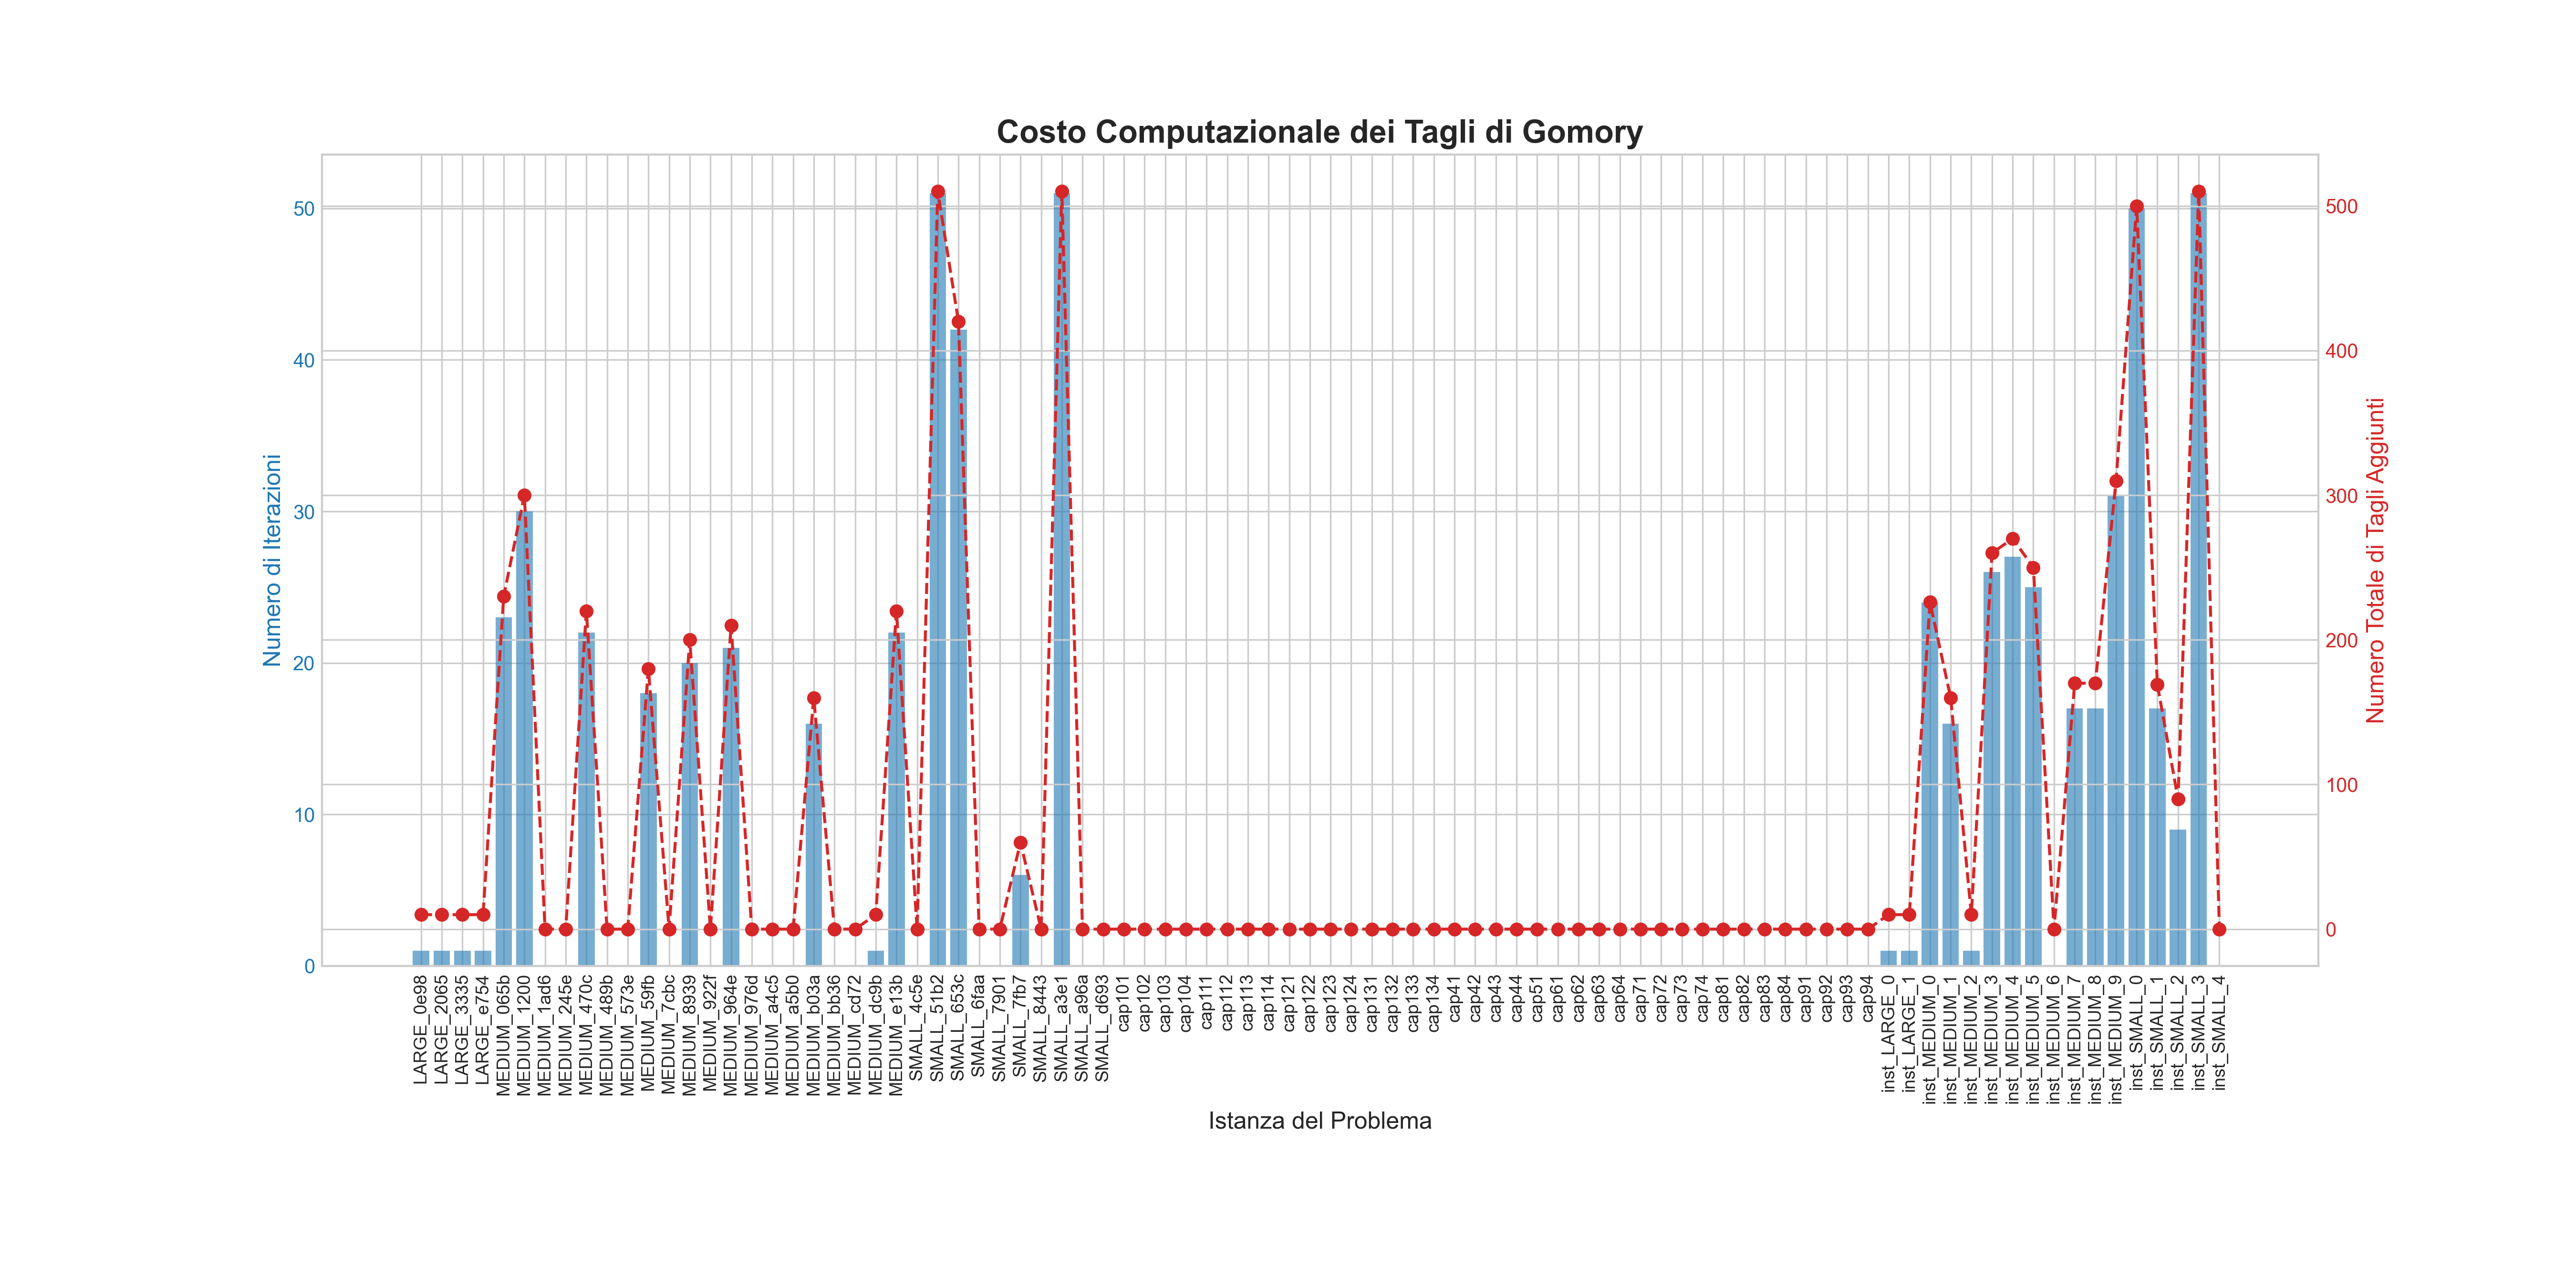 Costo Computazionale dei Tagli di Gomory
Numero di Iterazioni
50
40
30
20
10
0
500
400
300
200
100
0
Numero Totale di Tagli Aggiunti
LARGE_0e98
LARGE_2065
LARGE_3335
LARGE_e754
MEDIUM_065b
MEDIUM_1200
MEDIUM_1ad6
MEDIUM_245e
MEDIUM_470c
MEDIUM_489b
MEDIUM_573e
MEDIUM_59fb
MEDIUM_7cbc
MEDIUM_8939
MEDIUM_922f
MEDIUM_964e
MEDIUM_976d
MEDIUM_a4c5
MEDIUM_a5b0
MEDIUM_b03a
MEDIUM_bb36
MEDIUM_cd72
MEDIUM_dc9b
MEDIUM_e13b
SMALL_4c5e
SMALL_51b2
SMALL_653c
SMALL_6faa
SMALL_7901
SMALL_7fb7
SMALL_8443
SMALL_a3e1
SMALL_a96a
SMALL_d693
cap101
cap102
cap103
cap104
cap111
cap112
cap113
cap114
cap121
cap122
cap123
cap124
cap131
cap132
cap133
cap134
cap41
cap42
cap43
cap44
cap51
cap61
cap62
cap63
cap64
cap71
cap72
cap73
cap74
cap81
cap82
cap83
cap84
cap91
cap92
cap93
cap94
inst_LARGE_0
inst_LARGE_1
inst_MEDIUM_0
inst_MEDIUM_1
inst_MEDIUM_2
inst_MEDIUM_3
inst_MEDIUM_4
inst_MEDIUM_5
inst_MEDIUM_6
inst_MEDIUM_7
inst_MEDIUM_8
inst_MEDIUM_9
inst_SMALL_0
inst_SMALL_1
inst_SMALL_2
inst_SMALL_3
inst_SMALL_4
Istanza del Problema